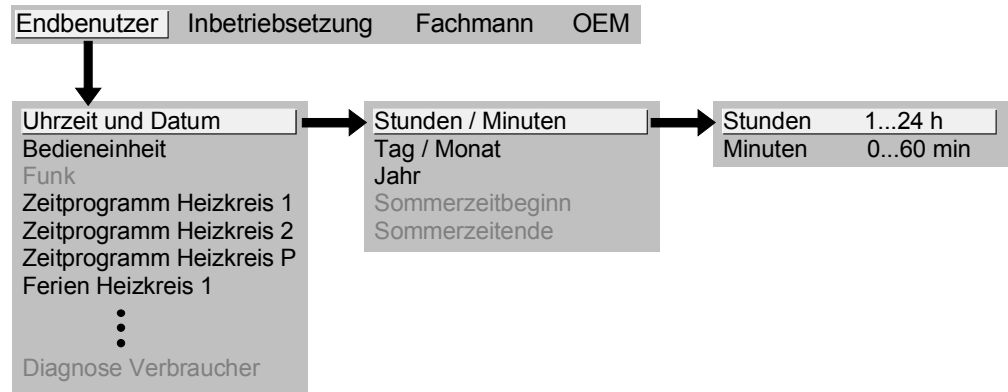 Endbenutzer Inbetriebsetzung Fachmann OEM
Uhrzeit und Datum
Bedieneinheit
Funk
Zeitprogramm Heizkreis 1
Zeitprogramm Heizkreis 2
Zeitprogramm Heizkreis P
Ferien Heizkreis 1
Diagnose Verbraucher
Stunden / Minuten
Tag / Monat
Jahr
Sommerzeitbeginn
Sommerzeitende
Stunden 1...24 h
Minuten 0...60 min